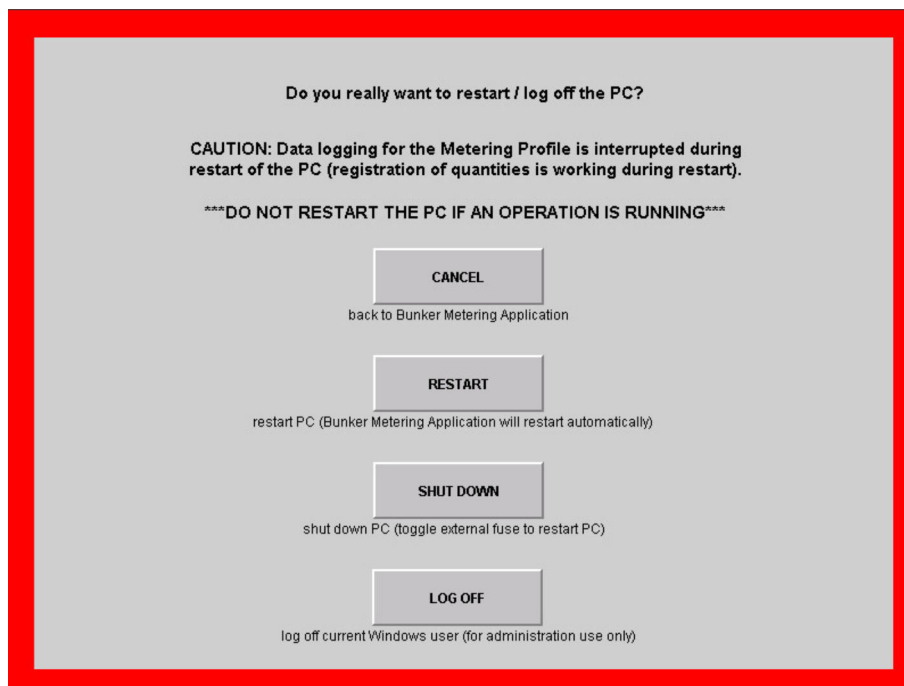 Do you really want to restart / log off the PC?
CAUTION: Data logging for the Metering Profile is interrupted during
restart of the PC (registration of quantities is working during restart).
***DO NOT RESTART THE PC IF AN OPERATION IS RUNNING***
CANCEL
back to Bunker Metering Application
RESTART
restart PC (Bunker Metering Application will restart automatically)
SHUT DOWN
shut down PC (toggle external fuse to restart PC)
LOG OFF
log off current Windows user (for administration use only)